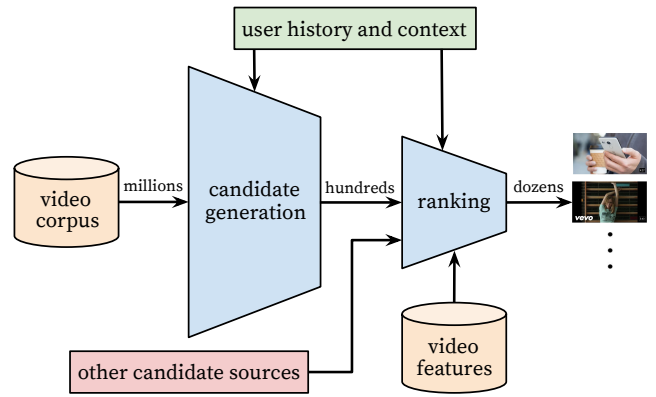 user history and context
millions
hundreds
dozens
video
corpus
candidate
generation
ranking
vevo
video
features
other candidate sources